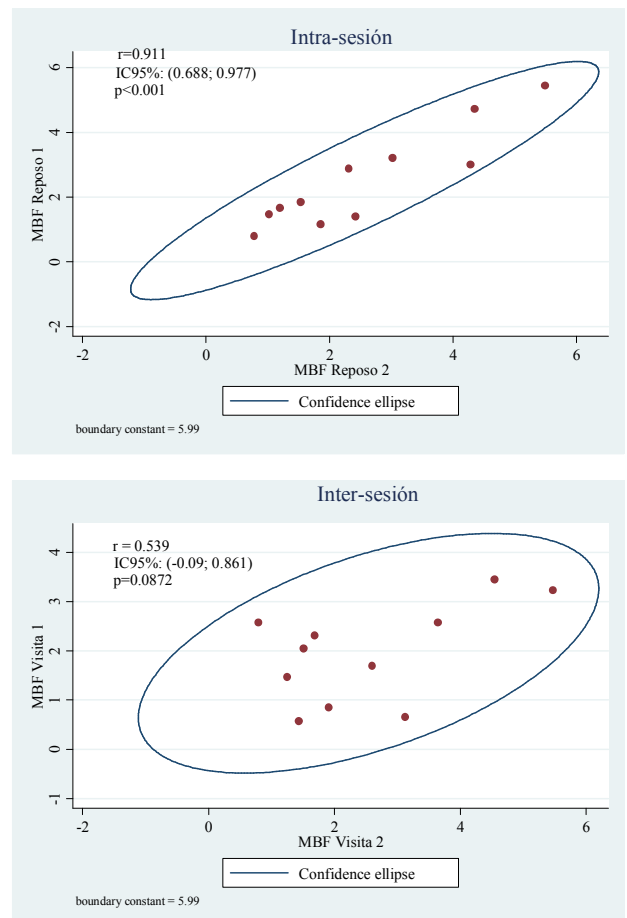 Intra-sesión
r=0.911
IC95%: (0.688; 0.977)
p<0.001
MBF Reposo 1
6
4
2
0
-2
-2 0 2 4 6
MBF Reposo 2
Confidence ellipse
boundary constant = 5.99
Inter-sesión
r = 0.539
IC95%: (-0.09; 0.861)
p=0.0872
MBF Visita 1
4
3
2
1
0
-1
-2 0 2 4 6
MBF Visita 2
Confidence ellipse
boundary constant = 5.99